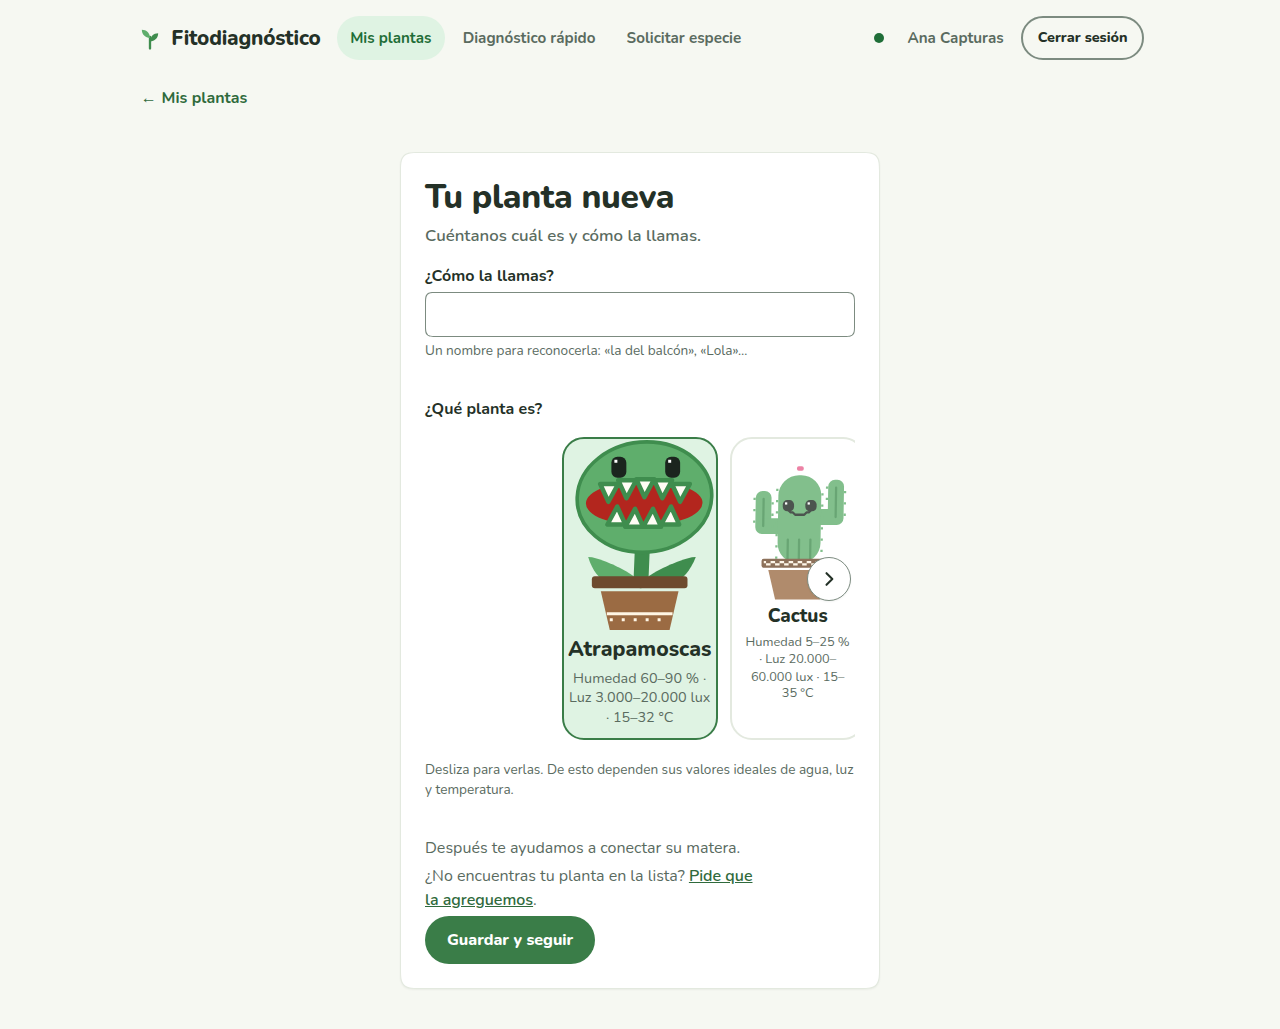 Fitodiagnóstico
Mis plantas
Diagnóstico rápido
Solicitar especie
Ana Capturas
Cerrar sesión
← Mis plantas
Tu planta nueva
Cuéntanos cuál es y cómo la llamas.
¿Cómo la llamas?
Un nombre para reconocerla: «la del balcón», «Lola»...
¿Qué planta es?
Atrapamoscas
Humedad 60–90 % ·
Luz 3.000–20.000 lux
· 15–32 °C
Cactus
Humedad 5–25 %
· Luz 20.000–
60.000 lux · 15–
35 °C
Desliza para verlas. De esto dependen sus valores ideales de agua, luz
y temperatura.
Después te ayudamos a conectar su matera.
¿No encuentras tu planta en la lista? Pide que
la agreguemos.
Guardar y seguir